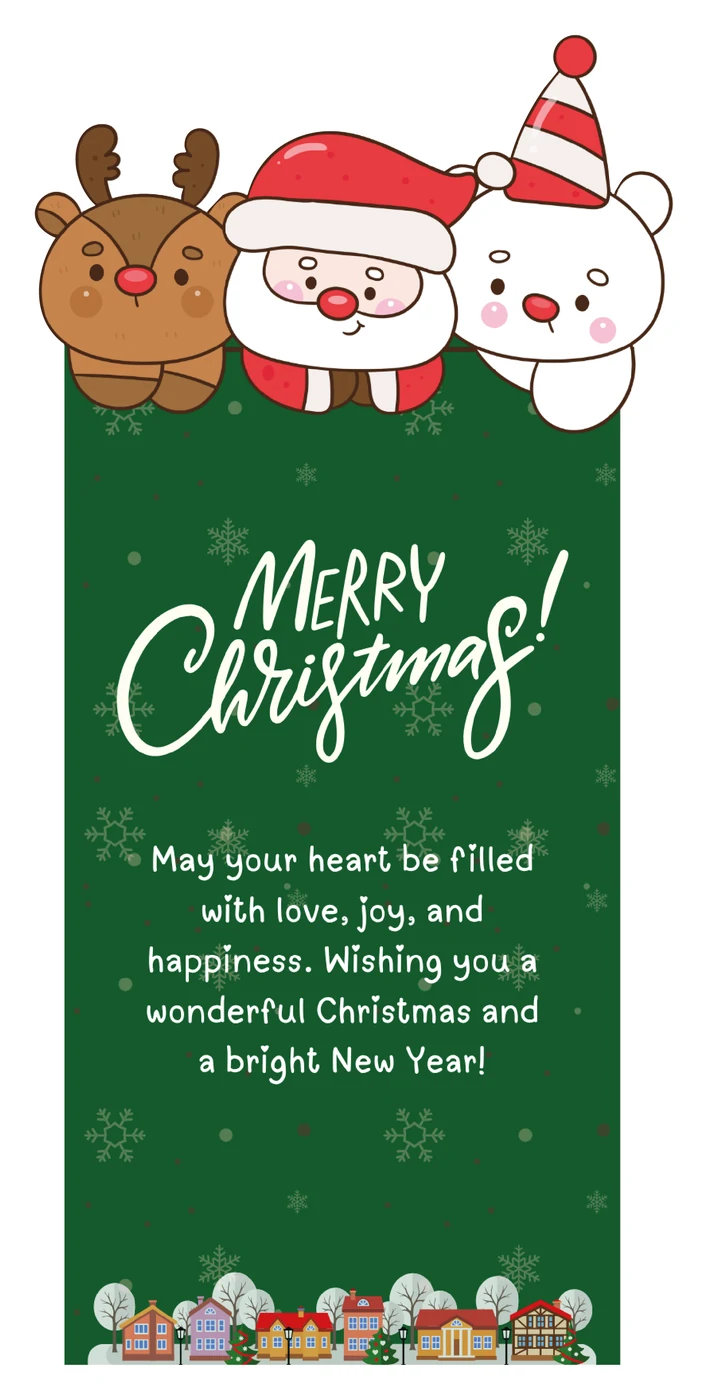 MERRY
Christmas!
May your heart be filled
with love, joy, and
happiness. Wishing you a
wonderful Christmas and
a bright New Year!